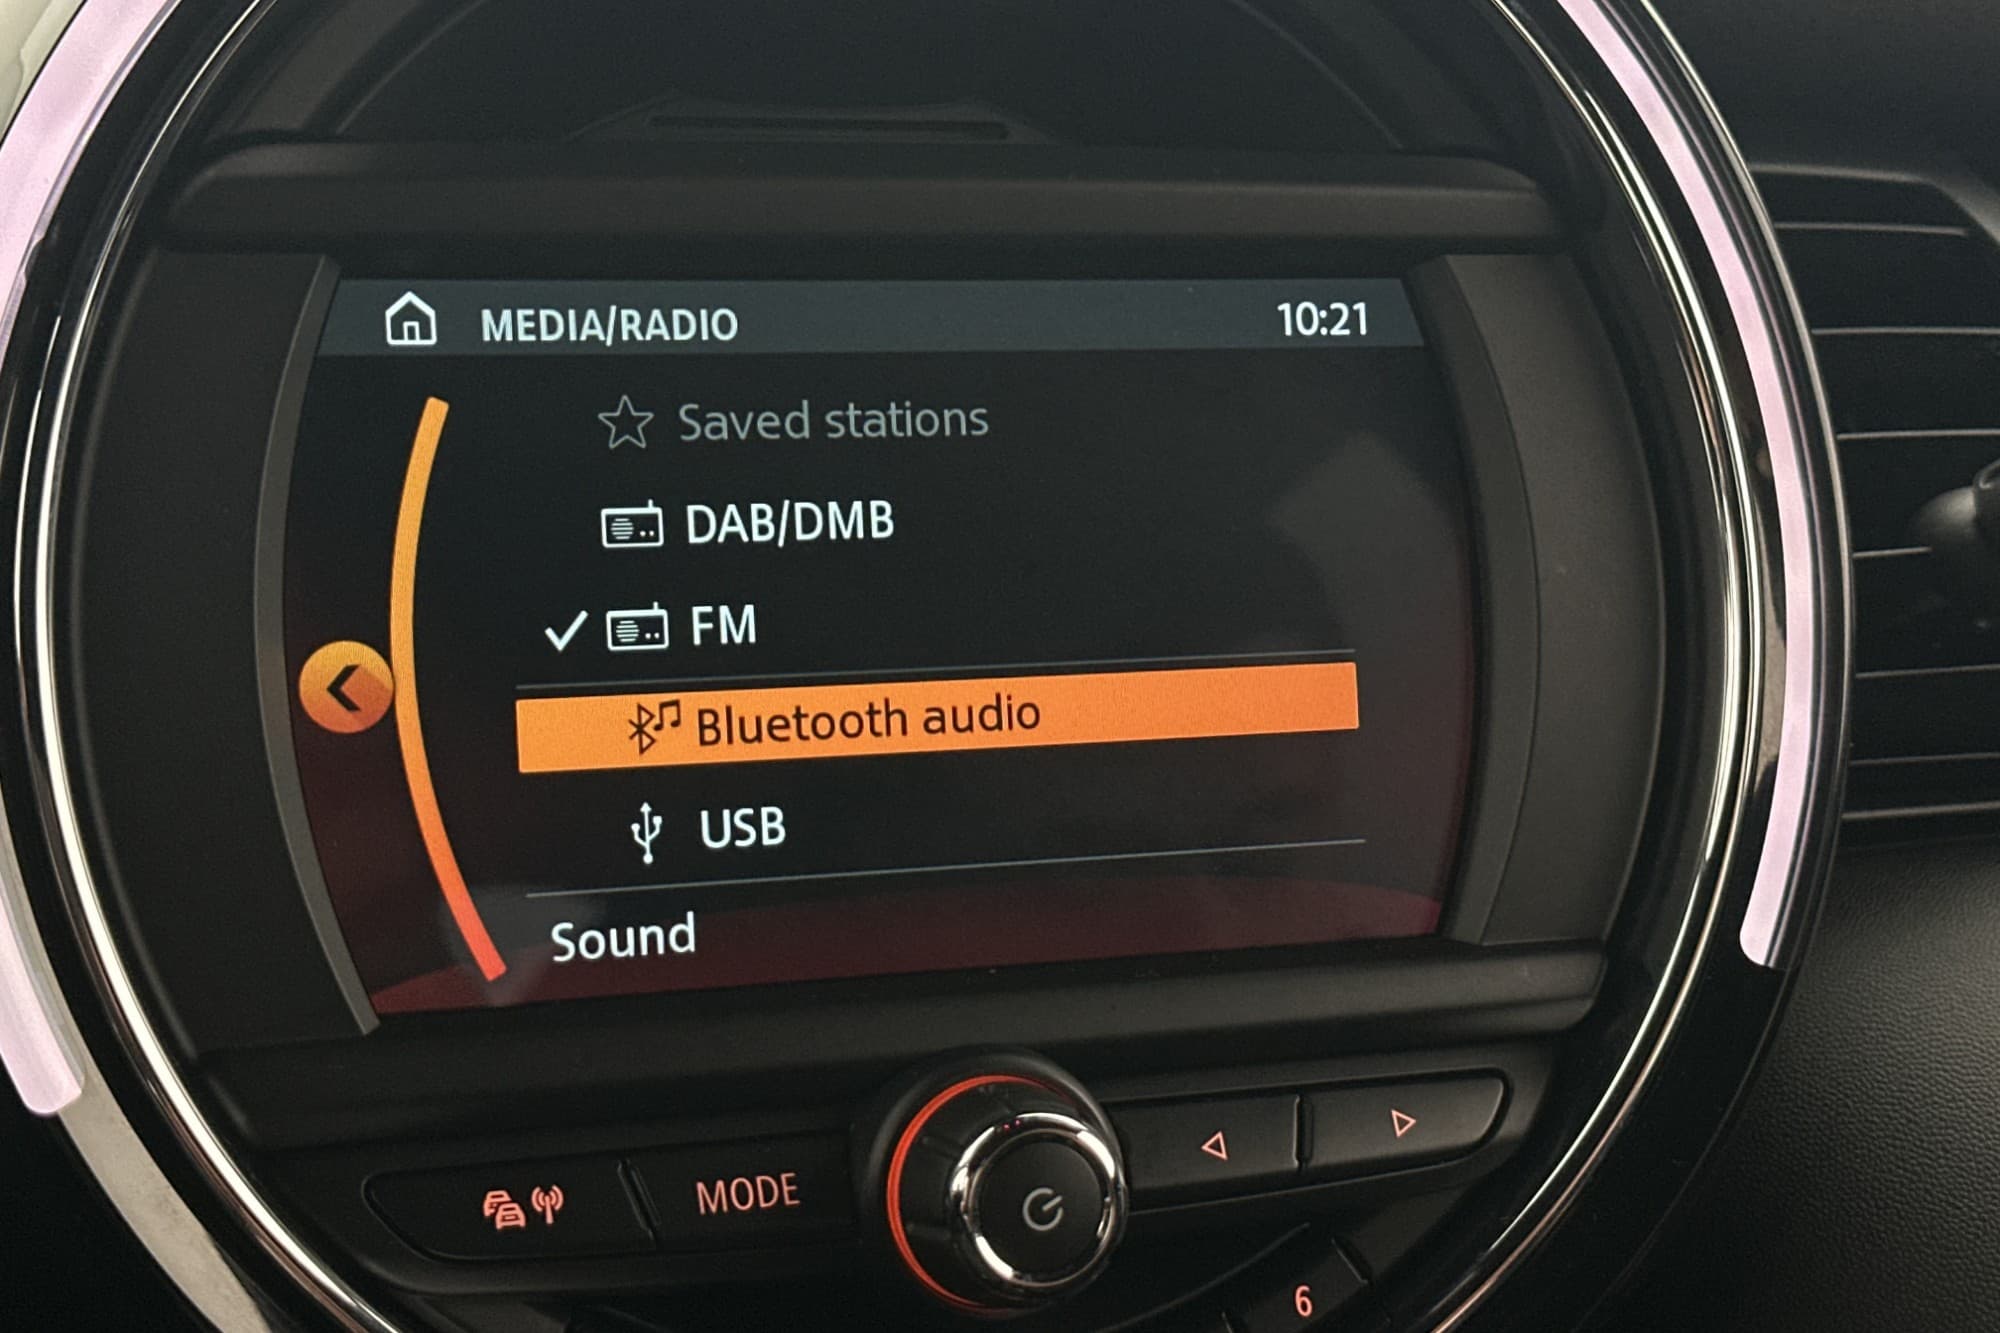 MEDIA/RADIO 10:21
Saved stations
DAB/DMB
FM
Bluetooth audio
USB
Sound
MODE
6